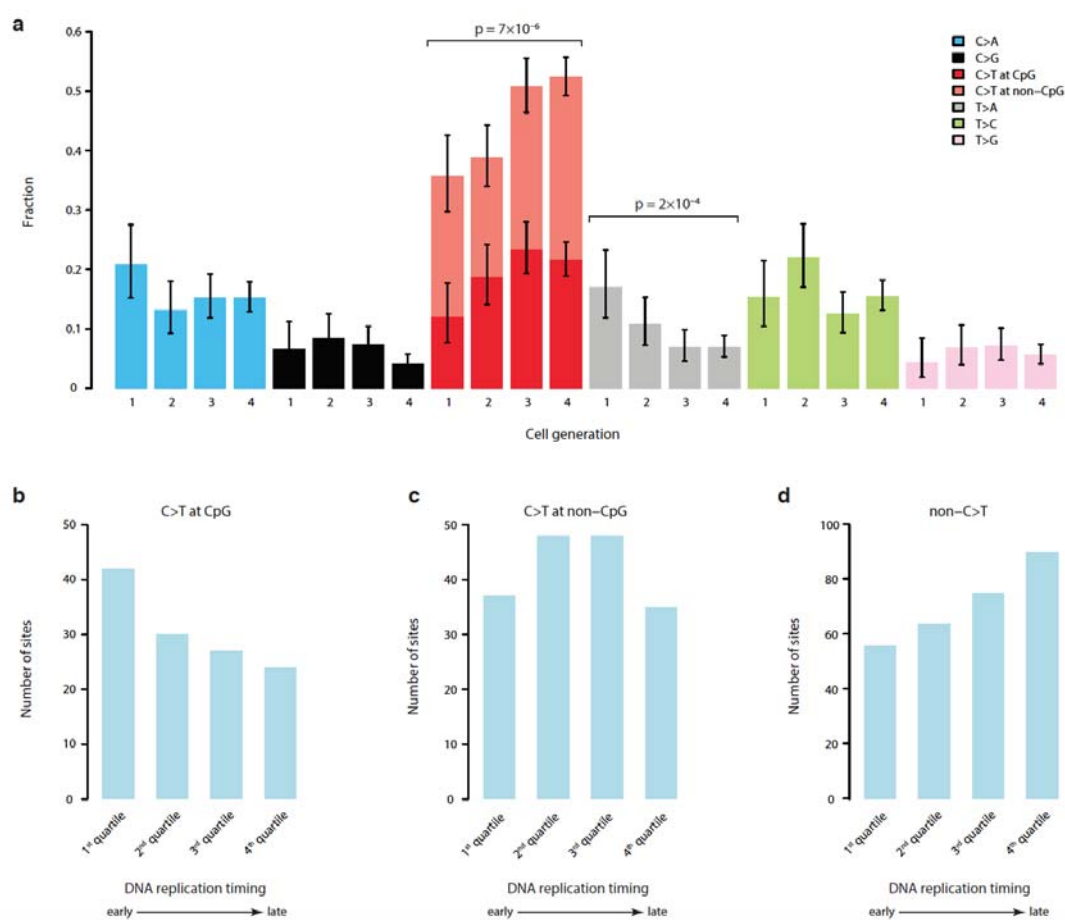 a
p = 7×10⁻⁶
p = 2×10⁻⁴
0.6
0.5
0.4
0.3
0.2
0.1
0
Fraction
1 2 3 4 1 2 3 4 1 2 3 4 1 2 3 4 1 2 3 4 1 2 3 4
Cell generation
C>A
C>G
C>T at CpG
C>T at non−CpG
T>A
T>C
T>G
b
C>T at CpG
50
40
30
20
10
0
Number of sites
1st quartile
2nd quartile
3rd quartile
4th quartile
DNA replication timing
early late
c
C>T at non−CpG
50
40
30
20
10
0
Number of sites
1st quartile
2nd quartile
3rd quartile
4th quartile
DNA replication timing
early late
d
non−C>T
100
80
60
40
20
0
Number of sites
1st quartile
2nd quartile
3rd quartile
4th quartile
DNA replication timing
early late